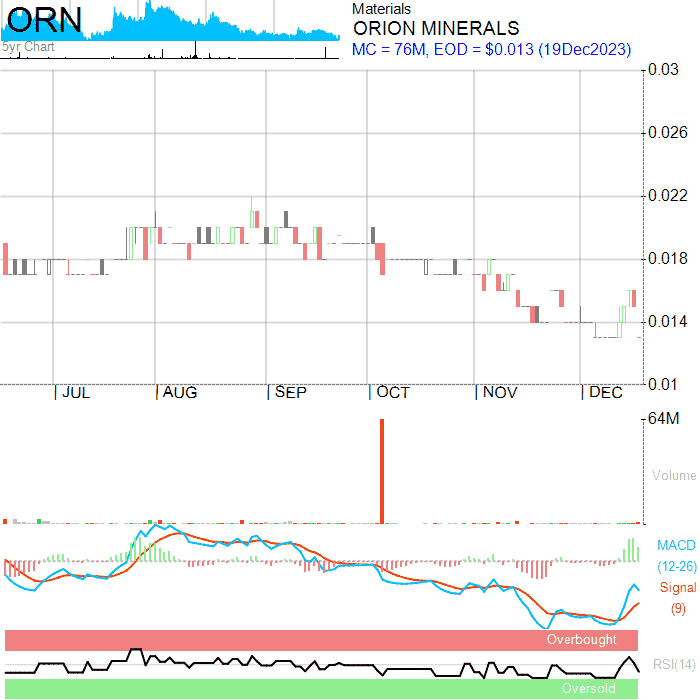 ORN
5yr Chart
Materials
ORION MINERALS
MC = 76M, EOD = $0.013 (19Dec2023)
0.03
0.026
0.022
0.018
0.014
0.01
JUL AUG SEP OCT NOV DEC
64M
Volume
MACD
(12-26)
Signal
(9)
Overbought
RSI(14)
Oversold